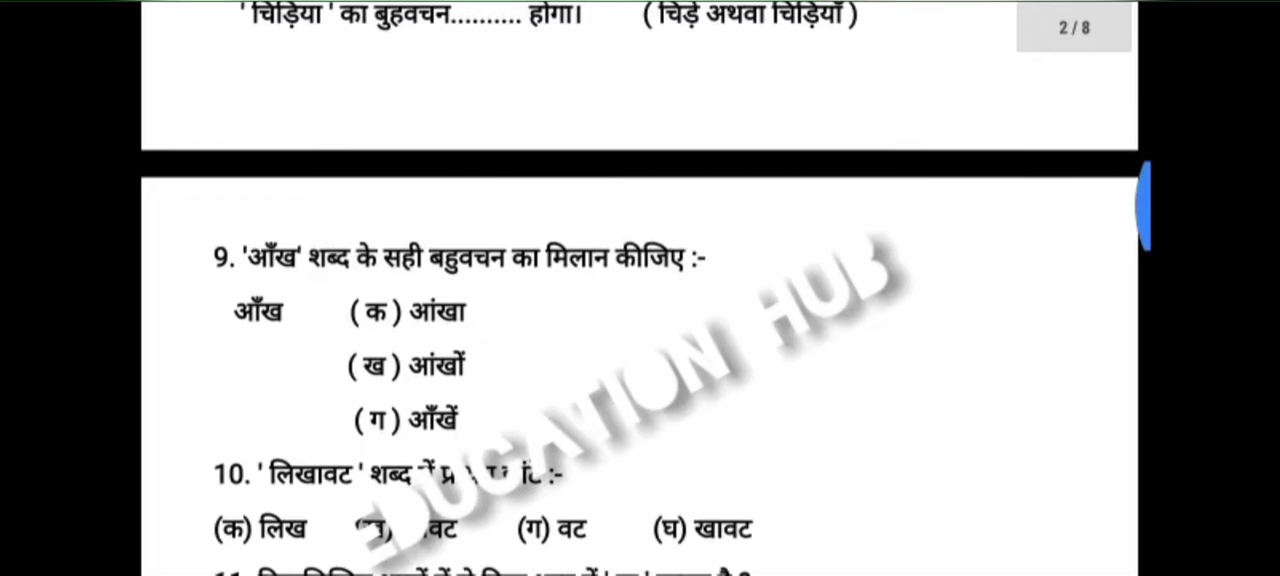 ' चिड़िया ' का बुहवचन.......... होगा। ( चिड़े अथवा चिड़ियाँ )
2 / 8
9. 'आँख' शब्द के सही बहुवचन का मिलान कीजिए :-
आँख ( क ) आंखा
( ख ) आंखों
( ग ) आँखें
EDUCATION HUB
10. ' लिखावट ' शब्द :-
(क) लिख वट (ग) वट (घ) खावट